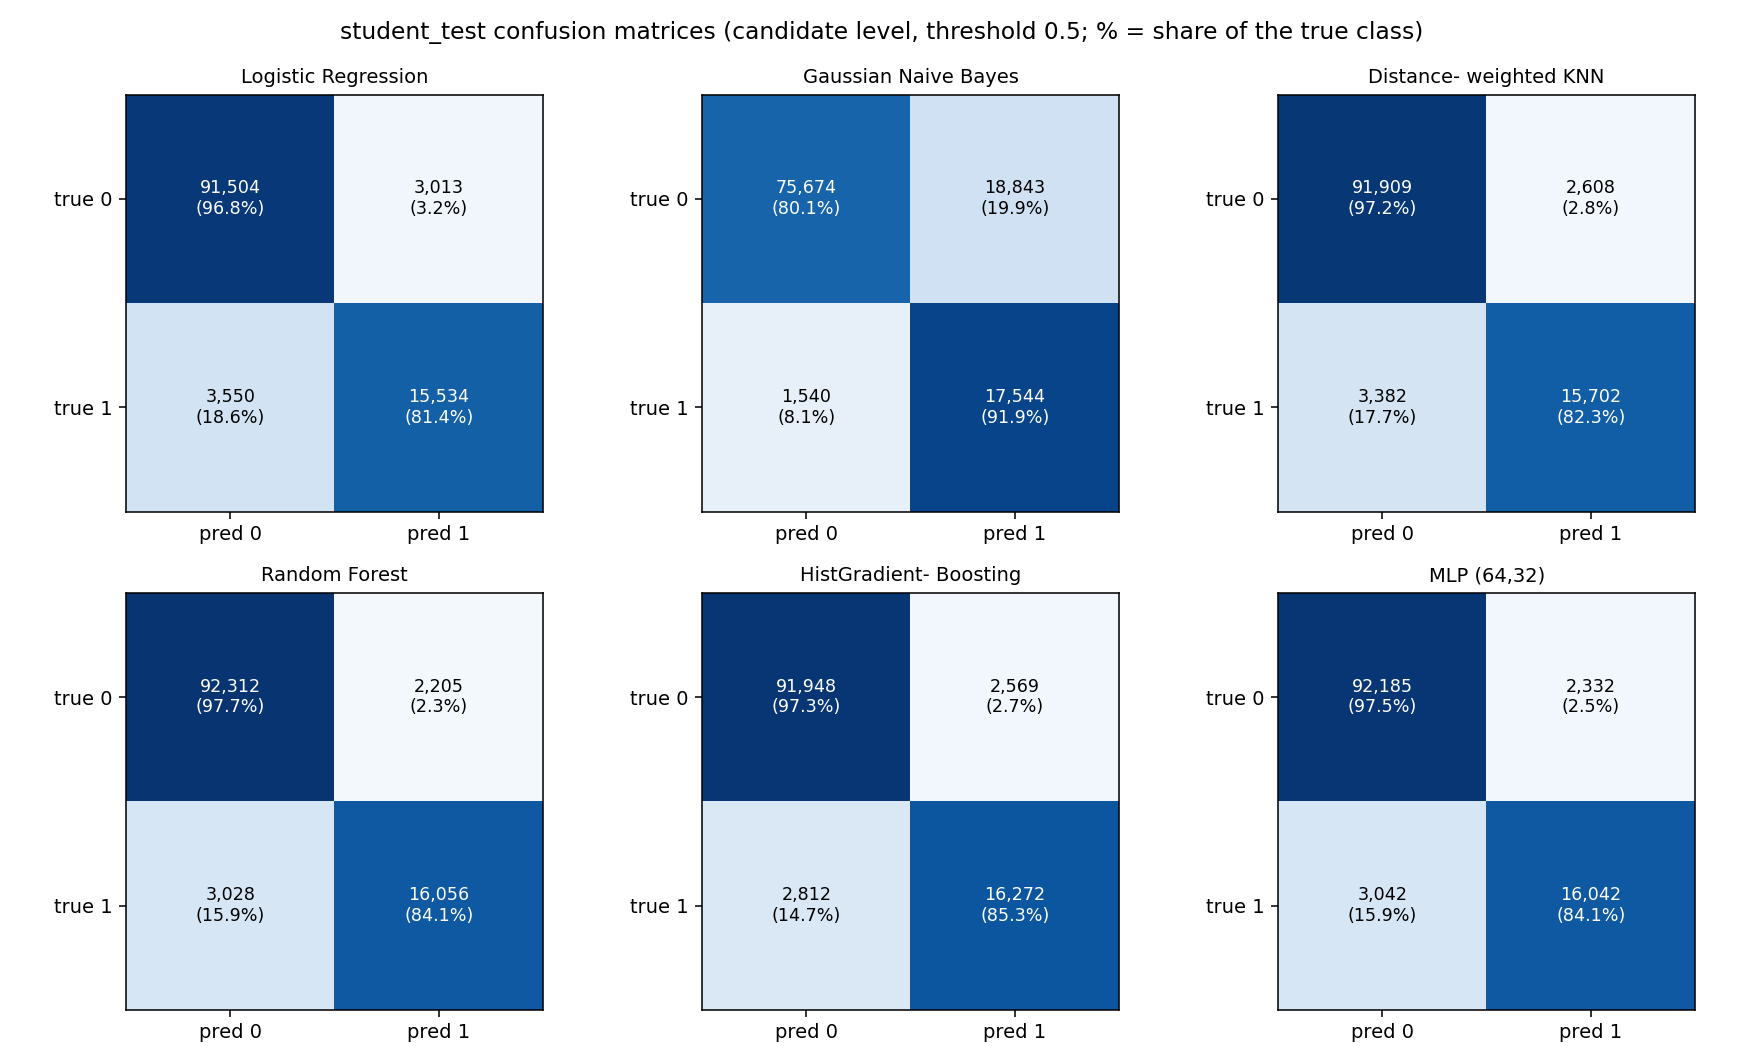 student_test confusion matrices (candidate level, threshold 0.5; % = share of the true class)
Logistic Regression
true 0
91,504
(96.8%)
3,013
(3.2%)
true 1
3,550
(18.6%)
15,534
(81.4%)
pred 0
pred 1
Gaussian Naive Bayes
true 0
75,674
(80.1%)
18,843
(19.9%)
true 1
1,540
(8.1%)
17,544
(91.9%)
pred 0
pred 1
Distance- weighted KNN
true 0
91,909
(97.2%)
2,608
(2.8%)
true 1
3,382
(17.7%)
15,702
(82.3%)
pred 0
pred 1
Random Forest
true 0
92,312
(97.7%)
2,205
(2.3%)
true 1
3,028
(15.9%)
16,056
(84.1%)
pred 0
pred 1
HistGradient- Boosting
true 0
91,948
(97.3%)
2,569
(2.7%)
true 1
2,812
(14.7%)
16,272
(85.3%)
pred 0
pred 1
MLP (64,32)
true 0
92,185
(97.5%)
2,332
(2.5%)
true 1
3,042
(15.9%)
16,042
(84.1%)
pred 0
pred 1